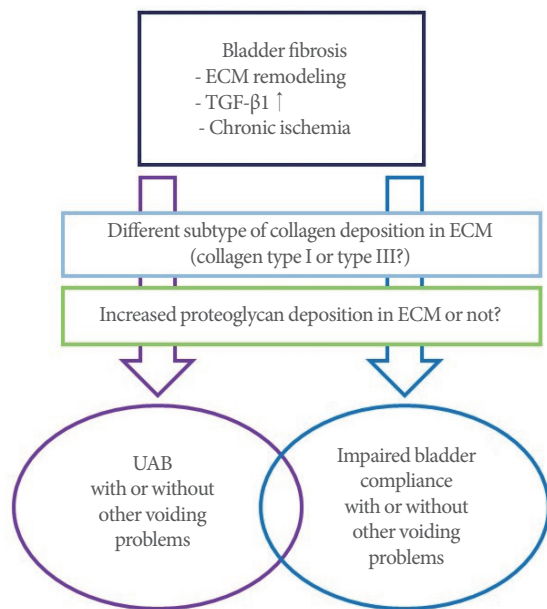 Bladder fibrosis
- ECM remodeling
- TGF-β1 ↑
- Chronic ischemia
Different subtype of collagen deposition in ECM
(collagen type I or type III?)
Increased proteoglycan deposition in ECM or not?
UAB
with or without
other voiding
problems
Impaired bladder
compliance
with or without
other voiding
problems